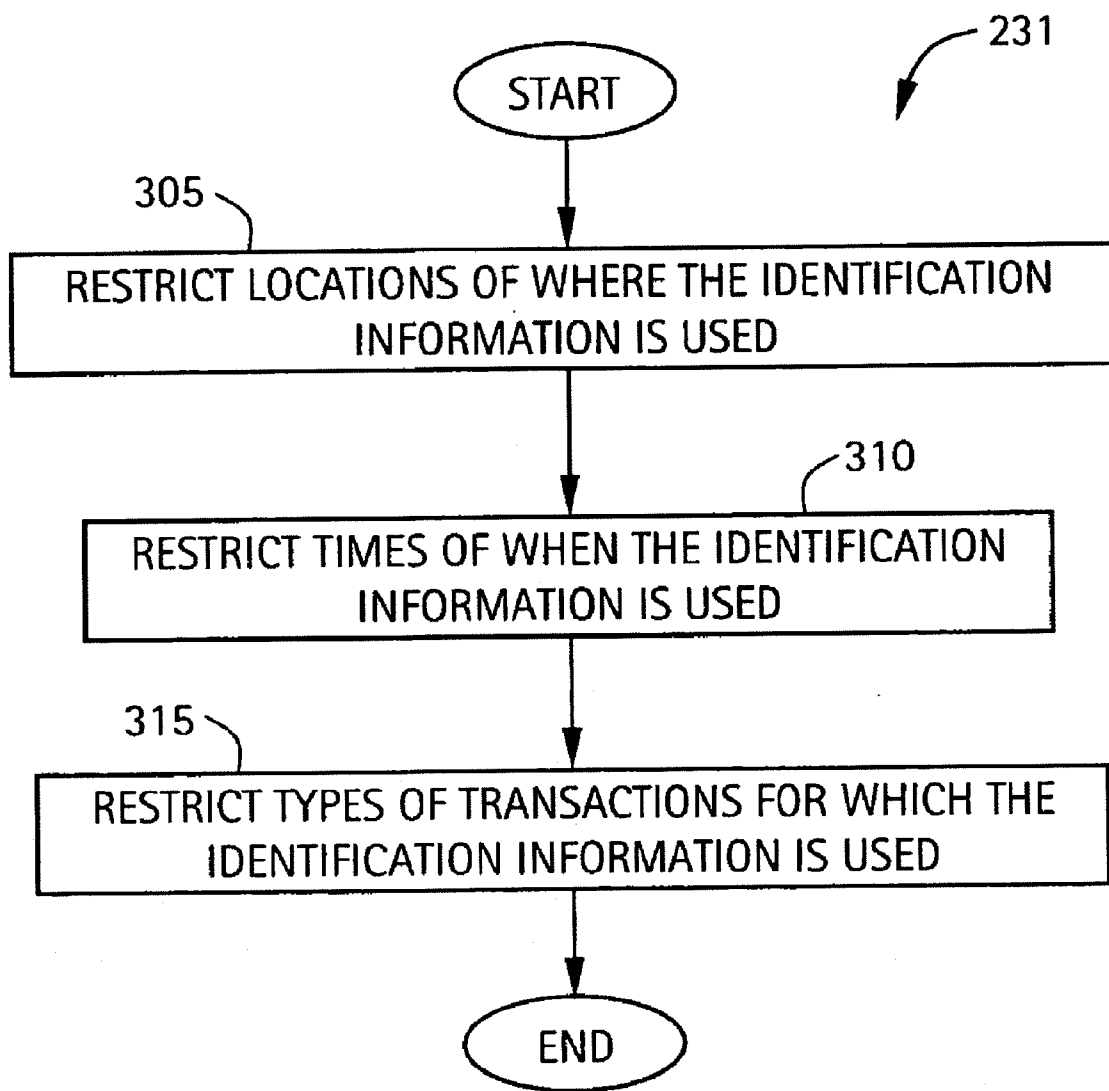 231
START
305
RESTRICT LOCATIONS OF WHERE THE IDENTIFICATION
INFORMATION IS USED
310
RESTRICT TIMES OF WHEN THE IDENTIFICATION
INFORMATION IS USED
315
RESTRICT TYPES OF TRANSACTIONS FOR WHICH THE
IDENTIFICATION INFORMATION IS USED
END